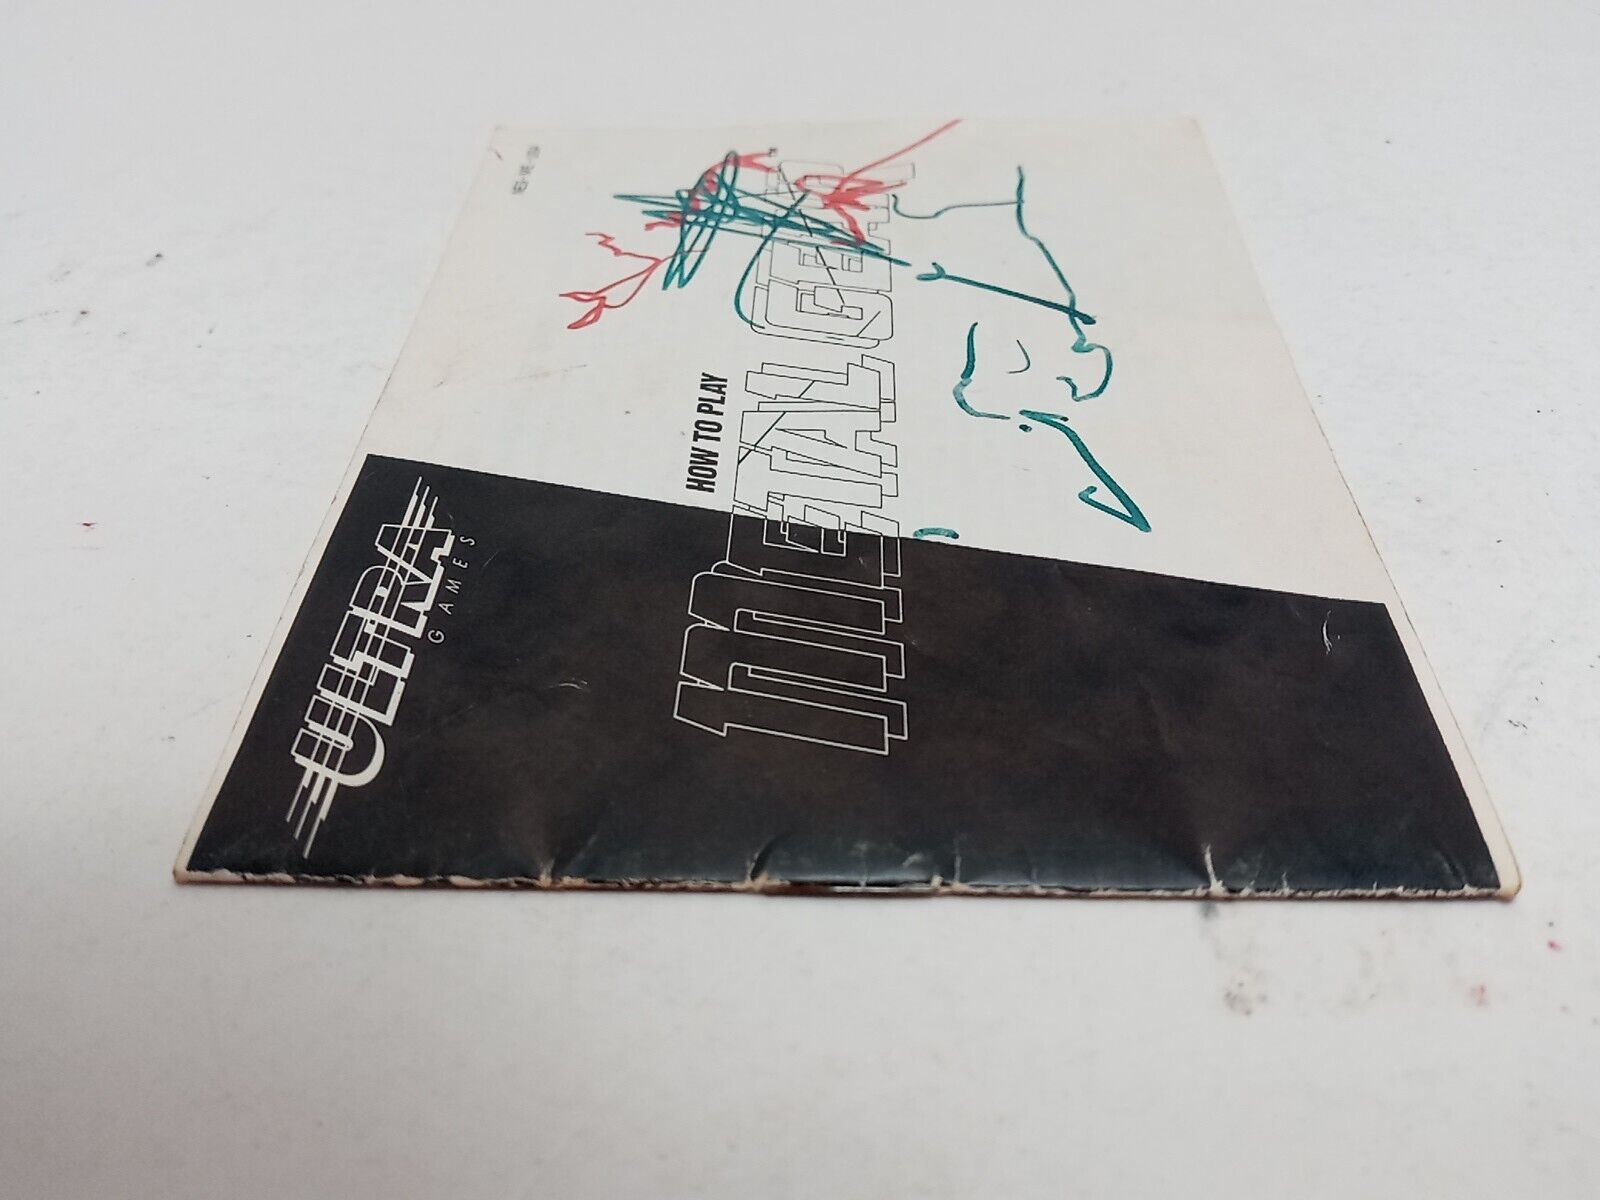 ULTRA
GAMES
HOW TO PLAY
METAL GEAR